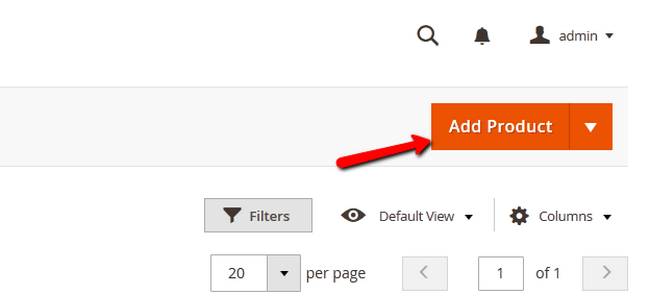 admin
Add Product
Filters Default View Columns
20 per page 1 of 1